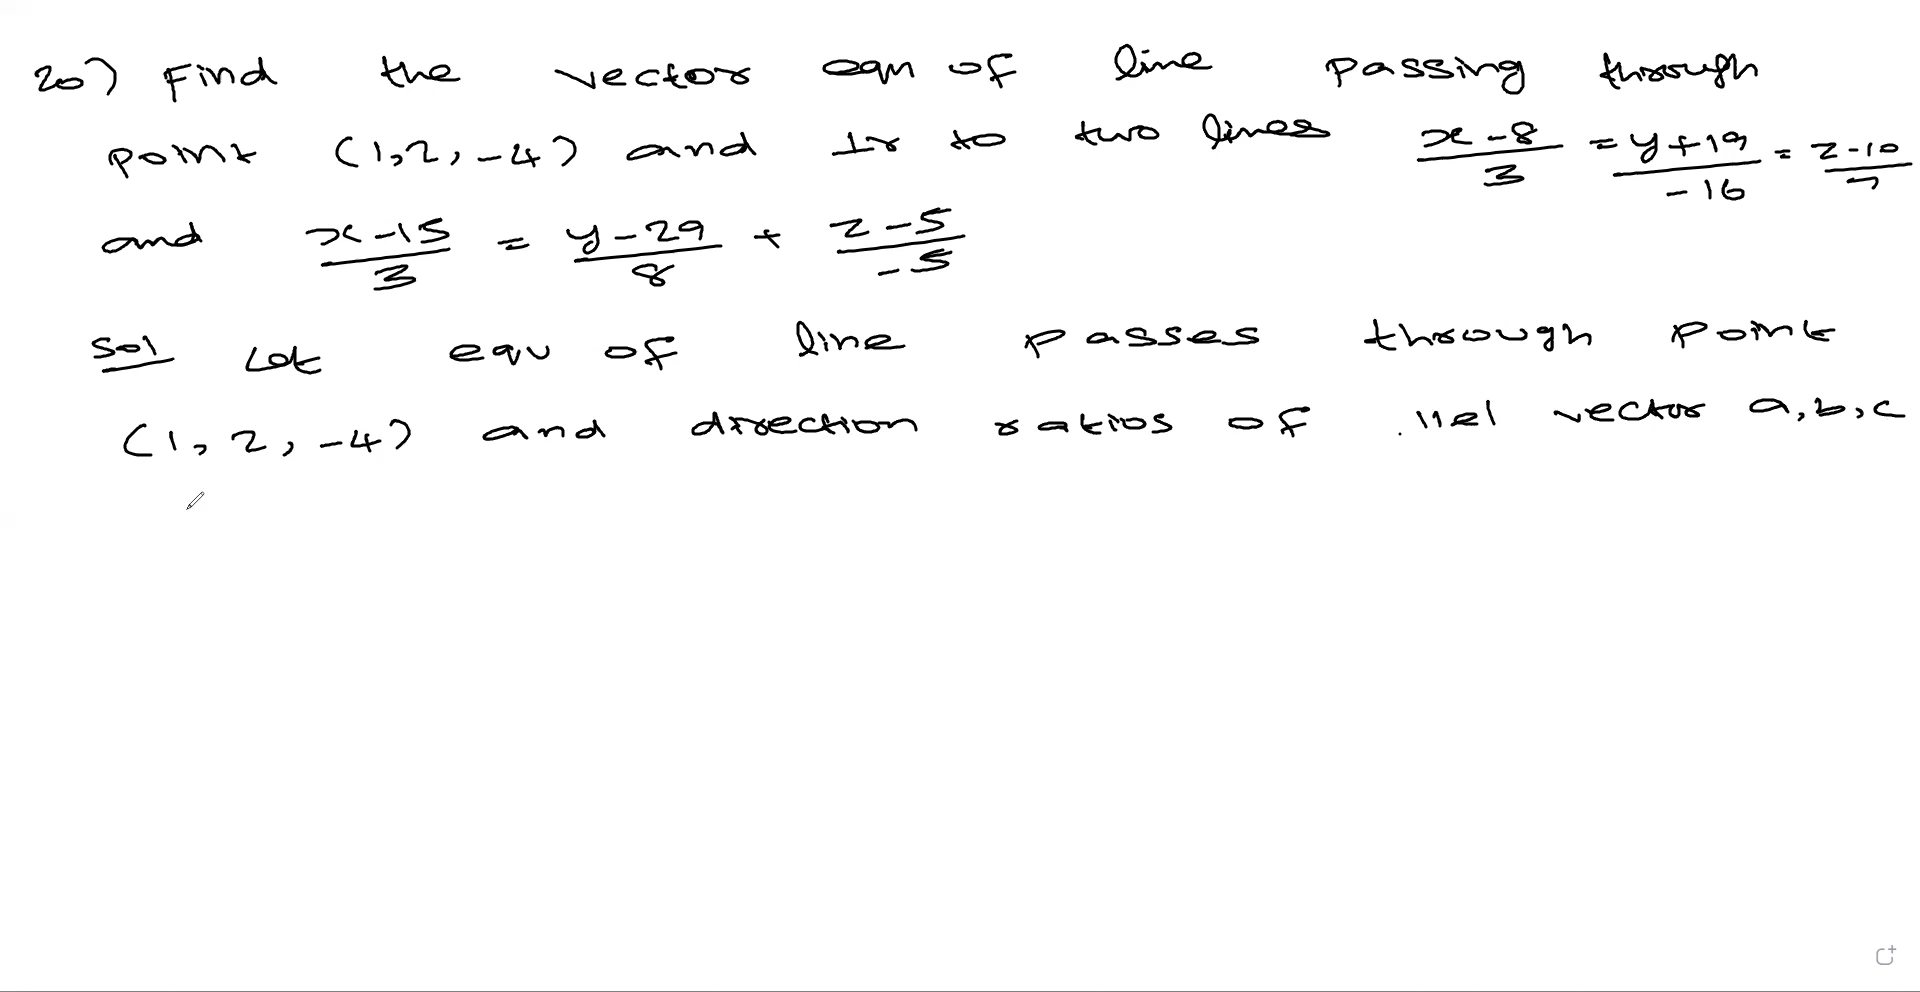 20) Find the vector eqn of line passing through
point (1,2,-4) and ⊥r to two lines x-8/3 = y+19/-16 = z-10/7
and x-15/3 = y-29/8 + z-5/-5
Sol Let equ of line passes through point
(1, 2, -4) and direction ratios of llel vector a,b,c